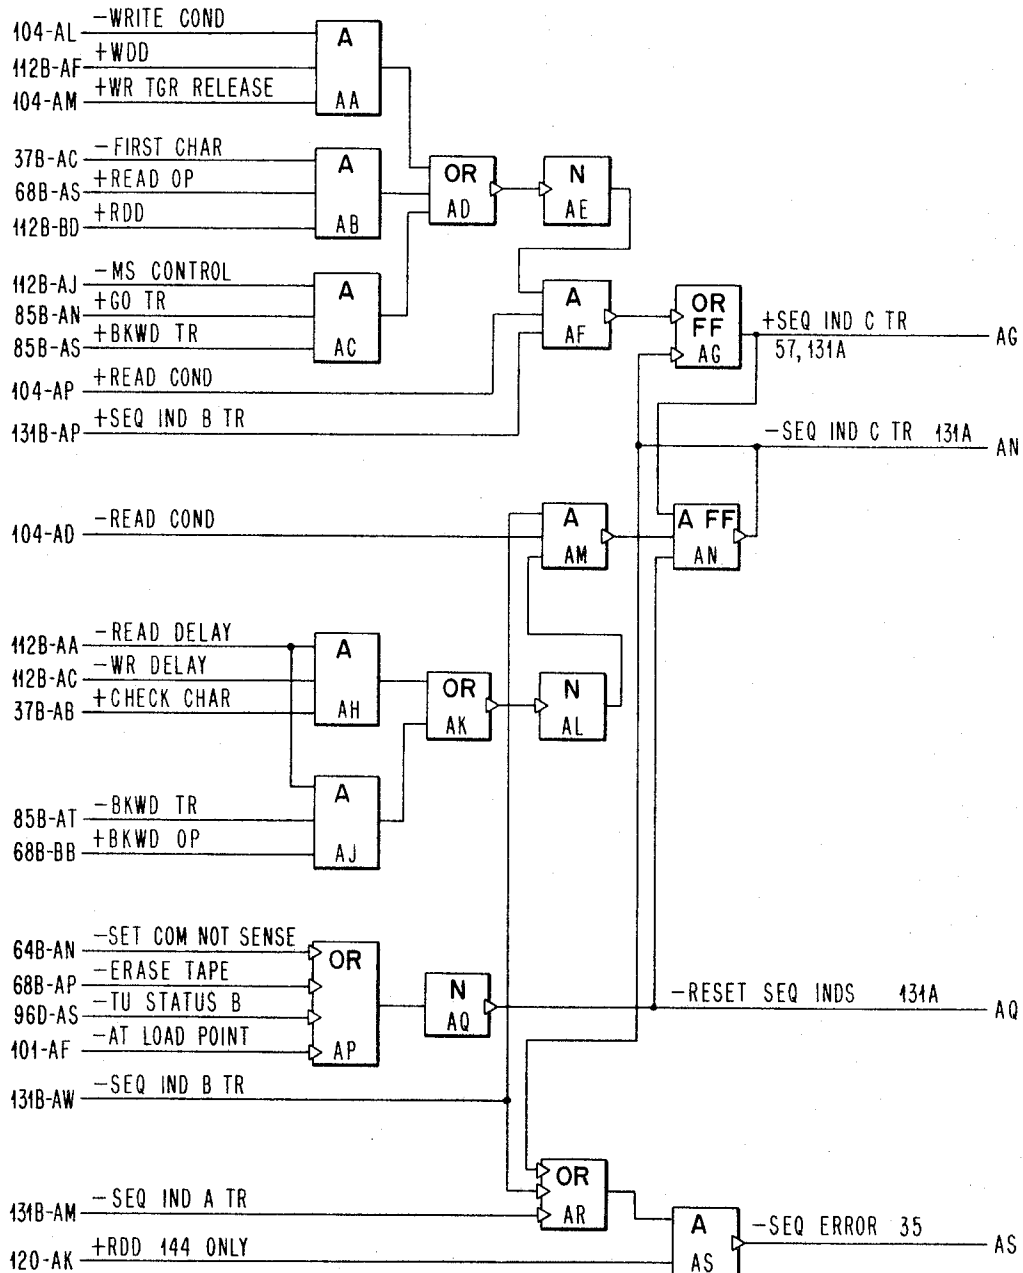 104-AL -WRITE COND
112B-AF +WDD
104-AM +WR TGR RELEASE
A
AA
37B-AC -FIRST CHAR
68B-AS +READ OP
112B-BD +RDD
A
AB
OR
AD
N
AE
112B-AJ -MS CONTROL
85B-AN +GO TR
85B-AS +BKWD TR
A
AC
A
AF
OR
FF
AG
+SEQ IND C TR AG
57, 131A
104-AP +READ COND
131B-AP +SEQ IND B TR
-SEQ IND C TR 131A AN
104-AD -READ COND
A
AM
A FF
AN
112B-AA -READ DELAY
112B-AC -WR DELAY
37B-AB +CHECK CHAR
A
AH
OR
AK
N
AL
85B-AT -BKWD TR
68B-BB +BKWD OP
A
AJ
64B-AN -SET COM NOT SENSE
68B-AP -ERASE TAPE
96D-AS -TU STATUS B
101-AF -AT LOAD POINT
OR
AP
N
AQ
-RESET SEQ INDS 131A AQ
131B-AW -SEQ IND B TR
131B-AM -SEQ IND A TR
OR
AR
120-AK +RDD 144 ONLY
A
AS
-SEQ ERROR 35 AS